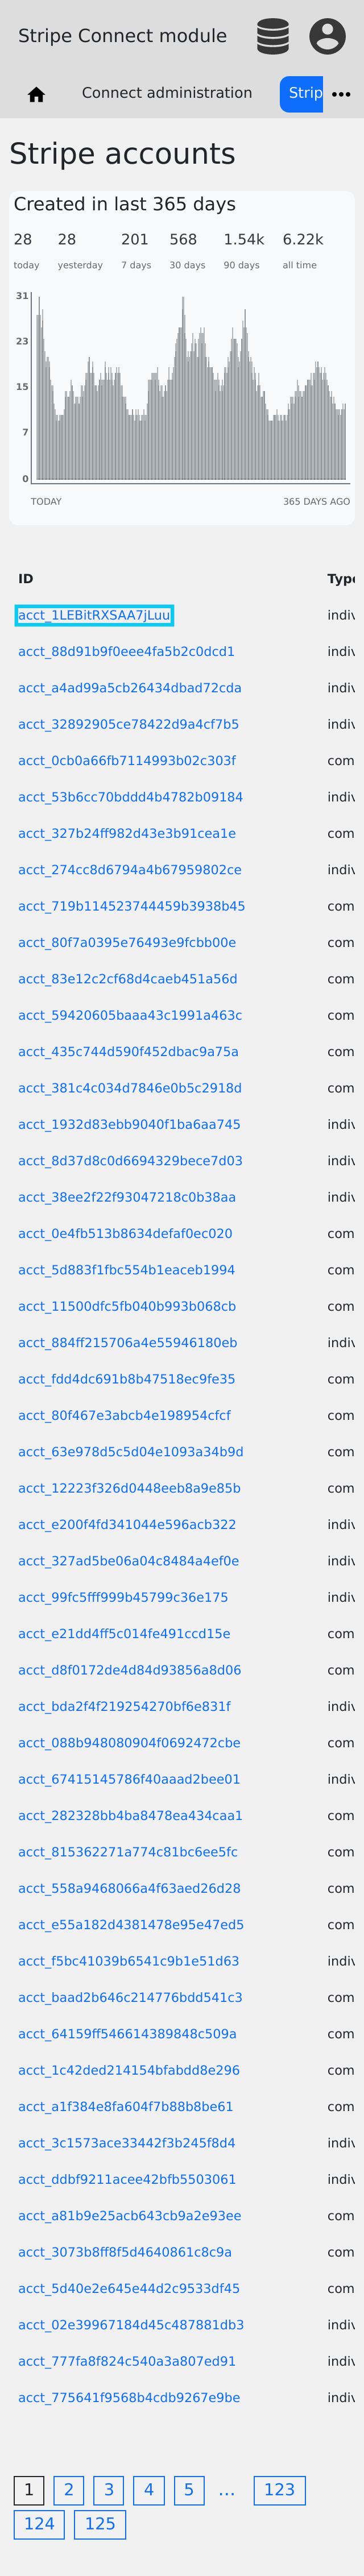 Stripe Connect module
Connect administration Strip
Stripe accounts
Created in last 365 days
28 28 201 568 1.54k 6.22k
today yesterday 7 days 30 days 90 days all time
31
23
15
7
0
TODAY 365 DAYS AGO
ID Type
acct_1LEBitRXSAA7jLuu indiv
acct_88d91b9f0eee4fa5b2c0dcd1 indiv
acct_a4ad99a5cb26434dbad72cda indiv
acct_32892905ce78422d9a4cf7b5 indiv
acct_0cb0a66fb7114993b02c303f com
acct_53b6cc70bddd4b4782b09184 indiv
acct_327b24ff982d43e3b91cea1e com
acct_274cc8d6794a4b67959802ce indiv
acct_719b114523744459b3938b45 com
acct_80f7a0395e76493e9fcbb00e com
acct_83e12c2cf68d4caeb451a56d com
acct_59420605baaa43c1991a463c com
acct_435c744d590f452dbac9a75a com
acct_381c4c034d7846e0b5c2918d com
acct_1932d83ebb9040f1ba6aa745 indiv
acct_8d37d8c0d6694329bece7d03 indiv
acct_38ee2f22f93047218c0b38aa indiv
acct_0e4fb513b8634defaf0ec020 com
acct_5d883f1fbc554b1eaceb1994 com
acct_11500dfc5fb040b993b068cb com
acct_884ff215706a4e55946180eb indiv
acct_fdd4dc691b8b47518ec9fe35 com
acct_80f467e3abcb4e198954cfcf com
acct_63e978d5c5d04e1093a34b9d com
acct_12223f326d0448eeb8a9e85b com
acct_e200f4fd341044e596acb322 indiv
acct_327ad5be06a04c8484a4ef0e indiv
acct_99fc5fff999b45799c36e175 indiv
acct_e21dd4ff5c014fe491ccd15e com
acct_d8f0172de4d84d93856a8d06 com
acct_bda2f4f219254270bf6e831f indiv
acct_088b948080904f0692472cbe com
acct_67415145786f40aaad2bee01 indiv
acct_282328bb4ba8478ea434caa1 com
acct_815362271a774c81bc6ee5fc com
acct_558a9468066a4f63aed26d28 com
acct_e55a182d4381478e95e47ed5 com
acct_f5bc41039b6541c9b1e51d63 indiv
acct_baad2b646c214776bdd541c3 com
acct_64159ff546614389848c509a com
acct_1c42ded214154bfabdd8e296 com
acct_a1f384e8fa604f7b88b8be61 com
acct_3c1573ace33442f3b245f8d4 indiv
acct_ddbf9211acee42bfb5503061 indiv
acct_a81b9e25acb643cb9a2e93ee com
acct_3073b8ff8f5d4640861c8c9a com
acct_5d40e2e645e44d2c9533df45 com
acct_02e39967184d45c487881db3 indiv
acct_777fa8f824c540a3a807ed91 indiv
acct_775641f9568b4cdb9267e9be indiv
1 2 3 4 5 … 123
124 125